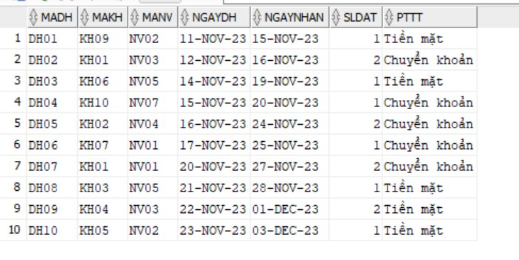 MADH MAKH MANV NGAYDH NGAYNHAN SLDAT PTTT
1 DH01 KH09 NV02 11-NOV-23 15-NOV-23 1 Tiền mặt
2 DH02 KH01 NV03 12-NOV-23 16-NOV-23 2 Chuyển khoản
3 DH03 KH06 NV05 14-NOV-23 19-NOV-23 1 Tiền mặt
4 DH04 KH10 NV07 15-NOV-23 20-NOV-23 1 Chuyển khoản
5 DH05 KH02 NV04 16-NOV-23 24-NOV-23 2 Chuyển khoản
6 DH06 KH07 NV01 17-NOV-23 25-NOV-23 1 Chuyển khoản
7 DH07 KH01 NV01 20-NOV-23 27-NOV-23 2 Chuyển khoản
8 DH08 KH03 NV05 21-NOV-23 28-NOV-23 1 Tiền mặt
9 DH09 KH04 NV03 22-NOV-23 01-DEC-23 2 Tiền mặt
10 DH10 KH05 NV02 23-NOV-23 03-DEC-23 1 Tiền mặt